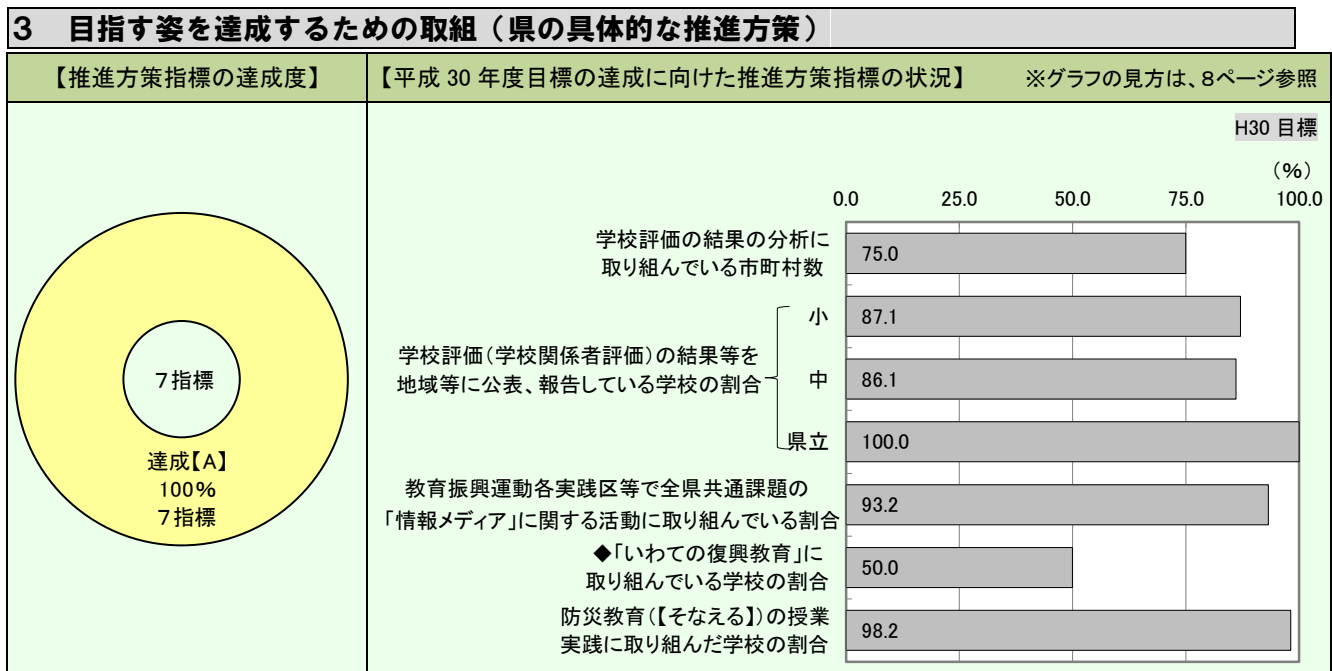 ３　目指す姿を達成するための取組（県の具体的な推進方策）
【推進方策指標の達成度】
【平成 30 年度目標の達成に向けた推進方策指標の状況】　※グラフの見方は、８ページ参照
７指標
達成【A】
100%
７指標
H30 目標
（%）
0.0　25.0　50.0　75.0　100.0
学校評価の結果の分析に
取り組んでいる市町村数
75.0
学校評価（学校関係者評価）の結果等を
地域等に公表、報告している学校の割合
小
87.1
中
86.1
県立
100.0
教育振興運動各実践区等で全県共通課題の
「情報メディア」に関する活動に取り組んでいる割合
93.2
◆「いわての復興教育」に
取り組んでいる学校の割合
50.0
防災教育（【そなえる】）の授業
実践に取り組んだ学校の割合
98.2